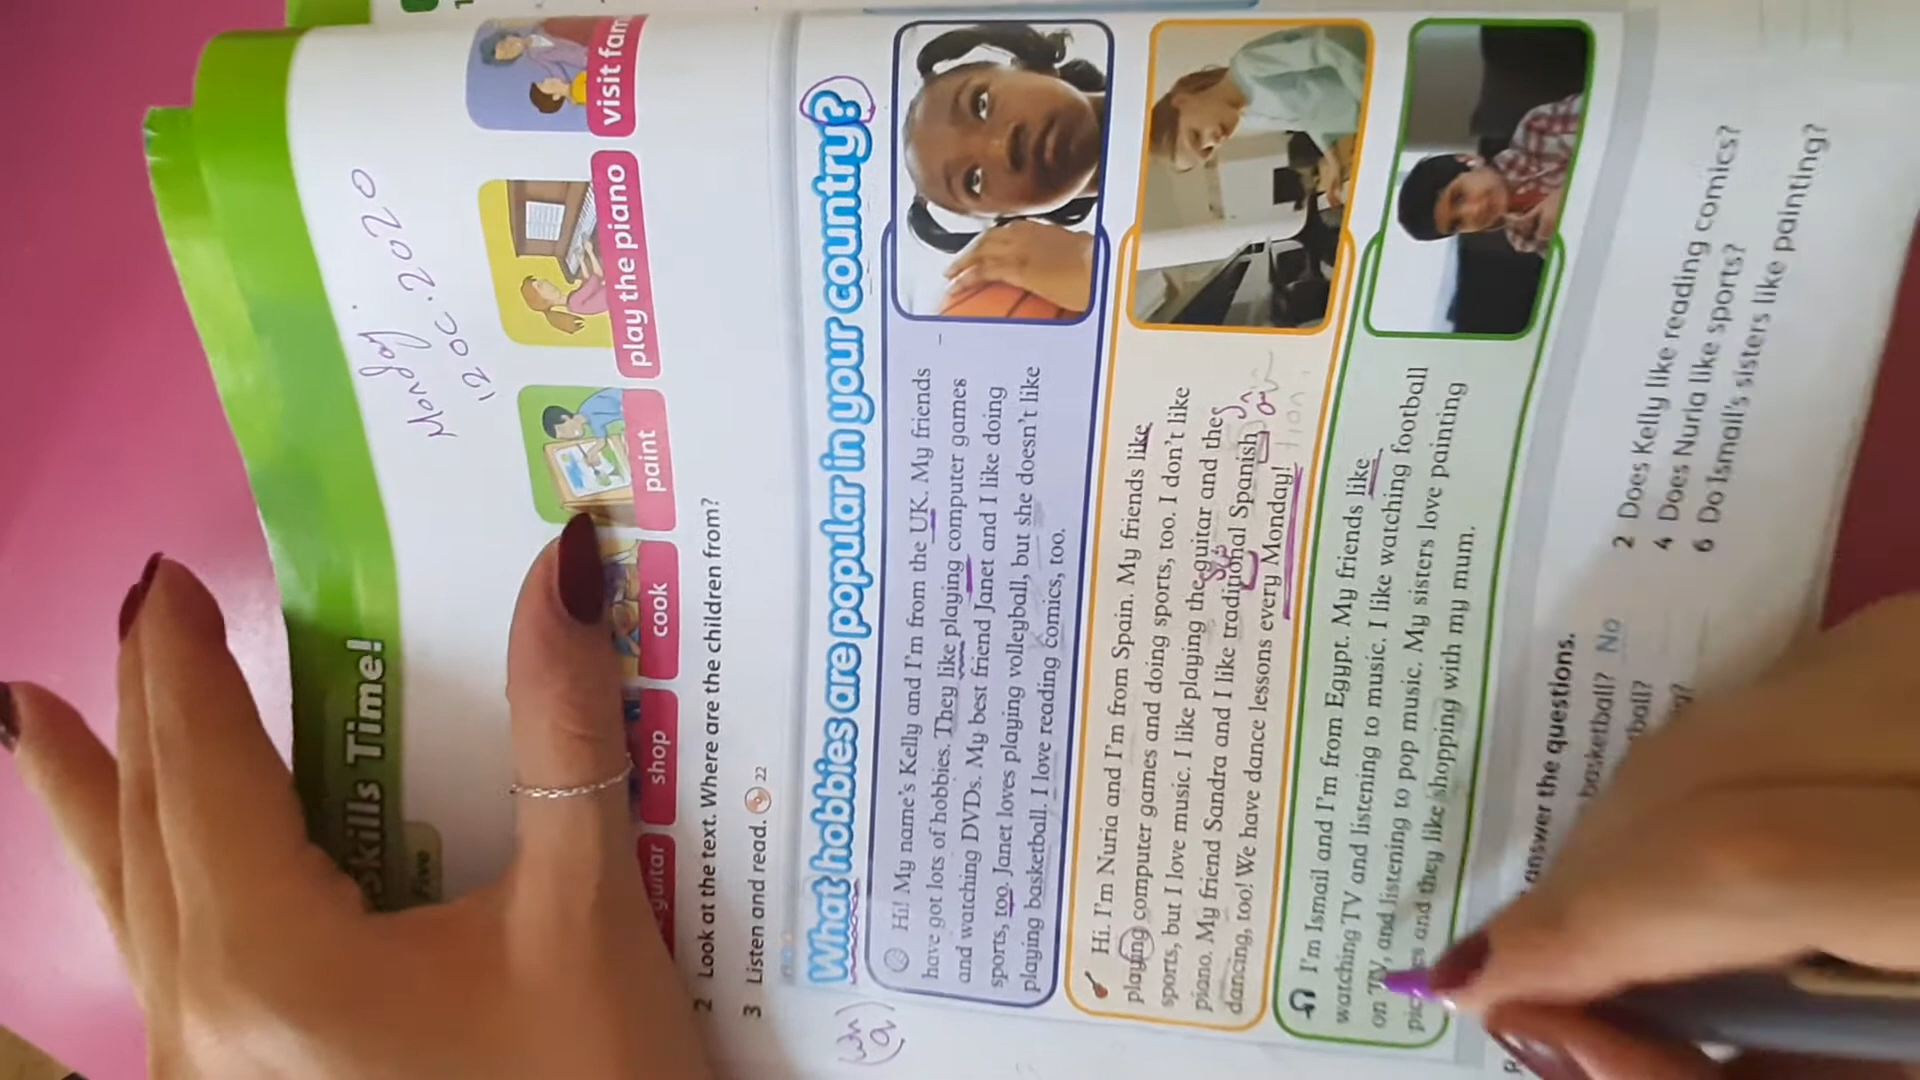 Skills Time!
Five
Monday
12 Oc. 2020
guitar
shop
cook
paint
play the piano
visit fam
2 Look at the text. Where are the children from?
3 Listen and read. 22
What hobbies are popular in your country?
Hi! My name's Kelly and I'm from the UK. My friends
have got lots of hobbies. They like playing computer games
and watching DVDs. My best friend Janet and I like doing
sports, too. Janet loves playing volleyball, but she doesn't like
playing basketball. I love reading comics, too.
Hi. I'm Nuria and I'm from Spain. My friends like
playing computer games and doing sports, too. I don't like
sports, but I love music. I like playing the guitar and the
piano. My friend Sandra and I like traditional Spanish
dancing, too! We have dance lessons every Monday!
tion
I'm Ismail and I'm from Egypt. My friends like
watching TV and listening to music. I like watching football
on TV, and listening to pop music. My sisters love painting
and they like shopping with my mum.
answer the questions.
basketball? No
2 Does Kelly like reading comics?
4 Does Nuria like sports?
6 Do Ismail's sisters like painting?